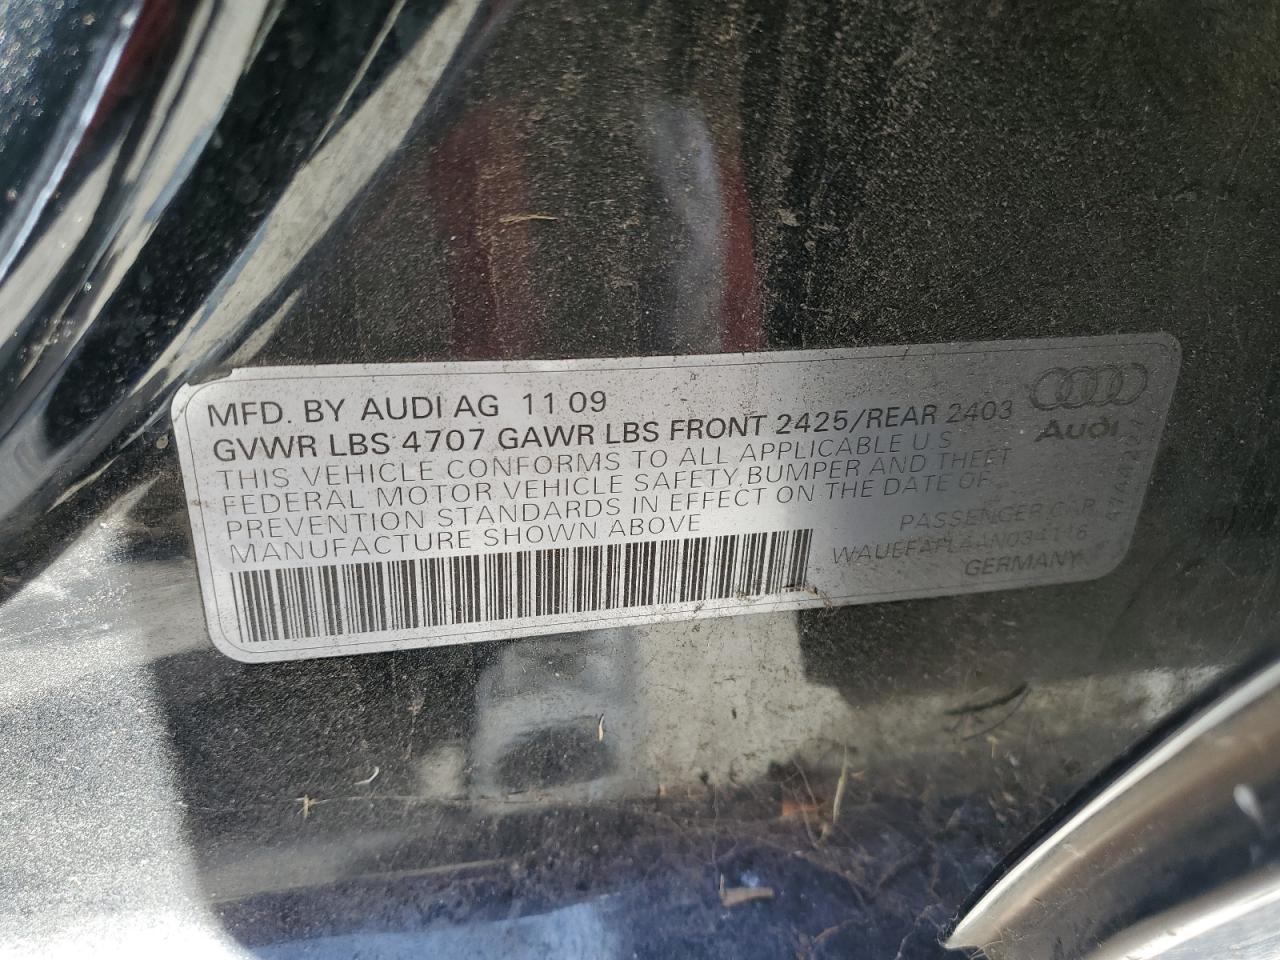 MFD. BY AUDI AG 11 09
GVWR LBS 4707 GAWR LBS FRONT 2425/REAR 2403
Audi
THIS VEHICLE CONFORMS TO ALL APPLICABLE U S
FEDERAL MOTOR VEHICLE SAFETY, BUMPER AND THEFT
PREVENTION STANDARDS IN EFFECT ON THE DATE OF
MANUFACTURE SHOWN ABOVE
PASSENGER CAR
GERMANY